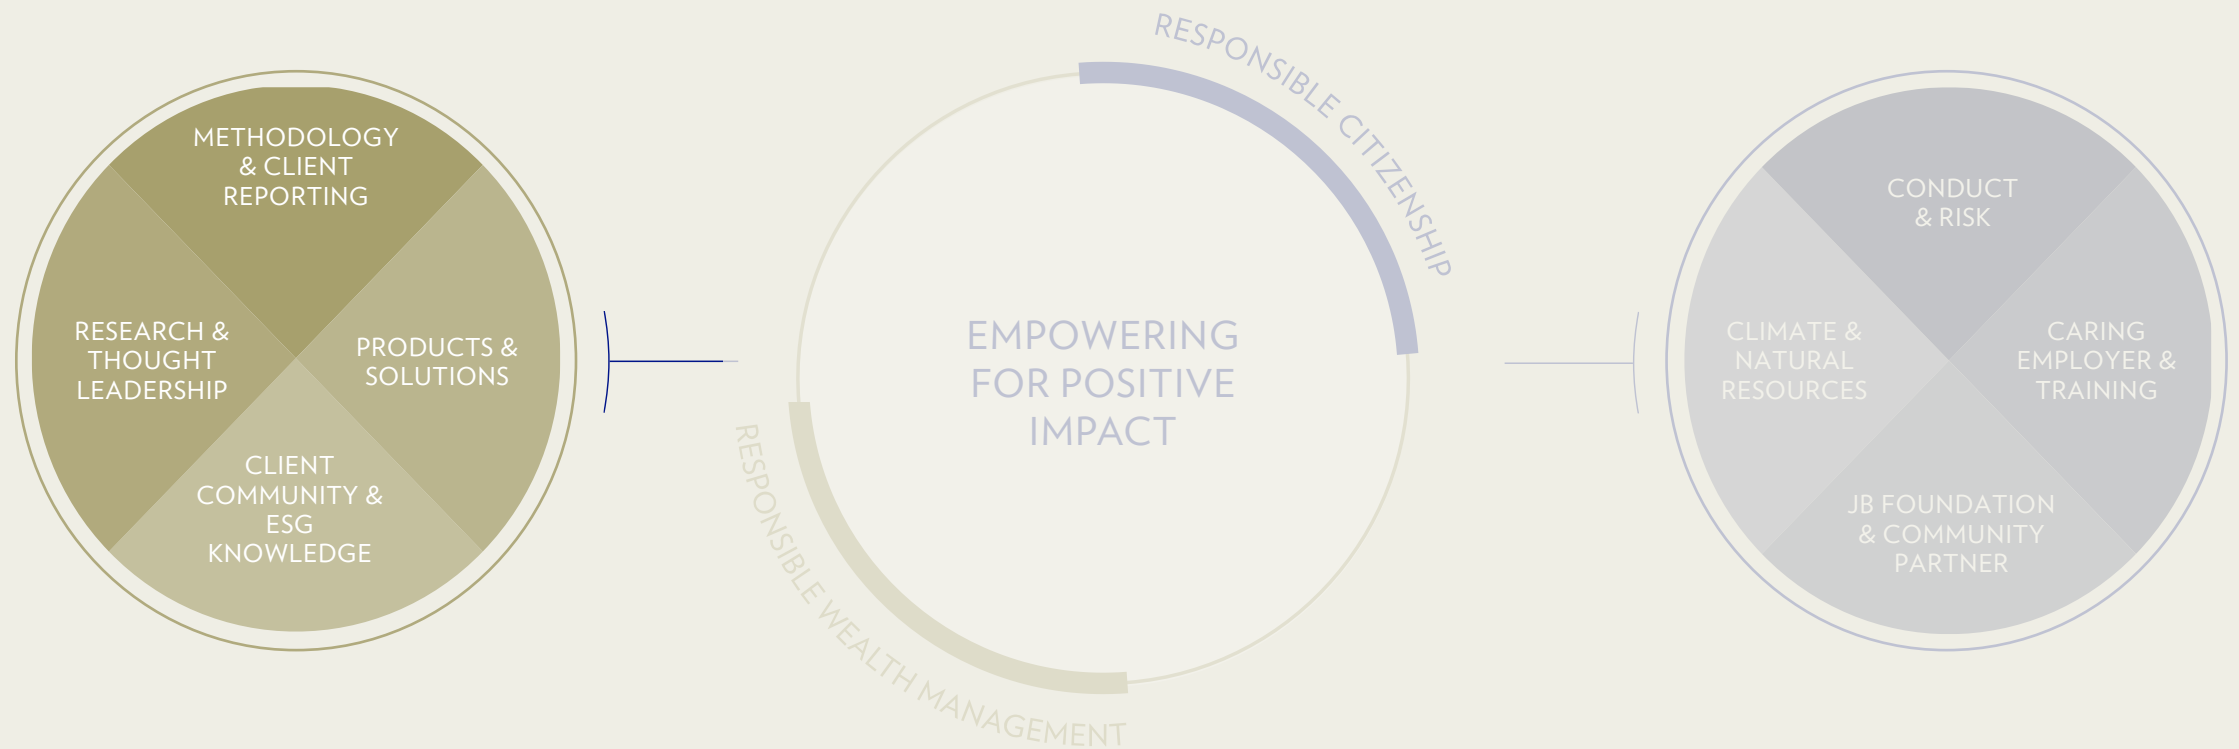 METHODOLOGY
& CLIENT
REPORTING
RESEARCH &
THOUGHT
LEADERSHIP
PRODUCTS &
SOLUTIONS
CLIENT
COMMUNITY &
ESG
KNOWLEDGE
RESPONSIBLE CITIZENSHIP
EMPOWERING
FOR POSITIVE
IMPACT
RESPONSIBLE WEALTH MANAGEMENT
CONDUCT
& RISK
CLIMATE &
NATURAL
RESOURCES
CARING
EMPLOYER &
TRAINING
JB FOUNDATION
& COMMUNITY
PARTNER